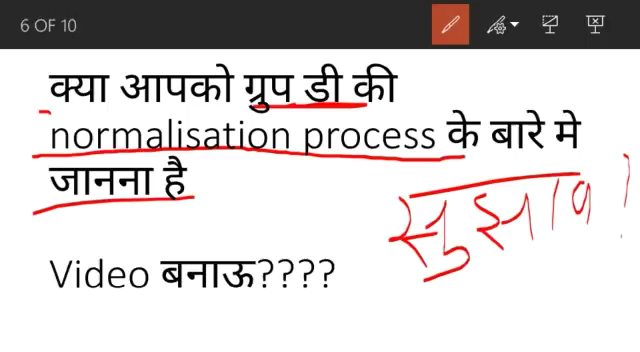 6 OF 10
क्या आपको ग्रुप डी की
normalisation process के बारे मे
जानना है
सुझाव ?
Video बनाऊ????